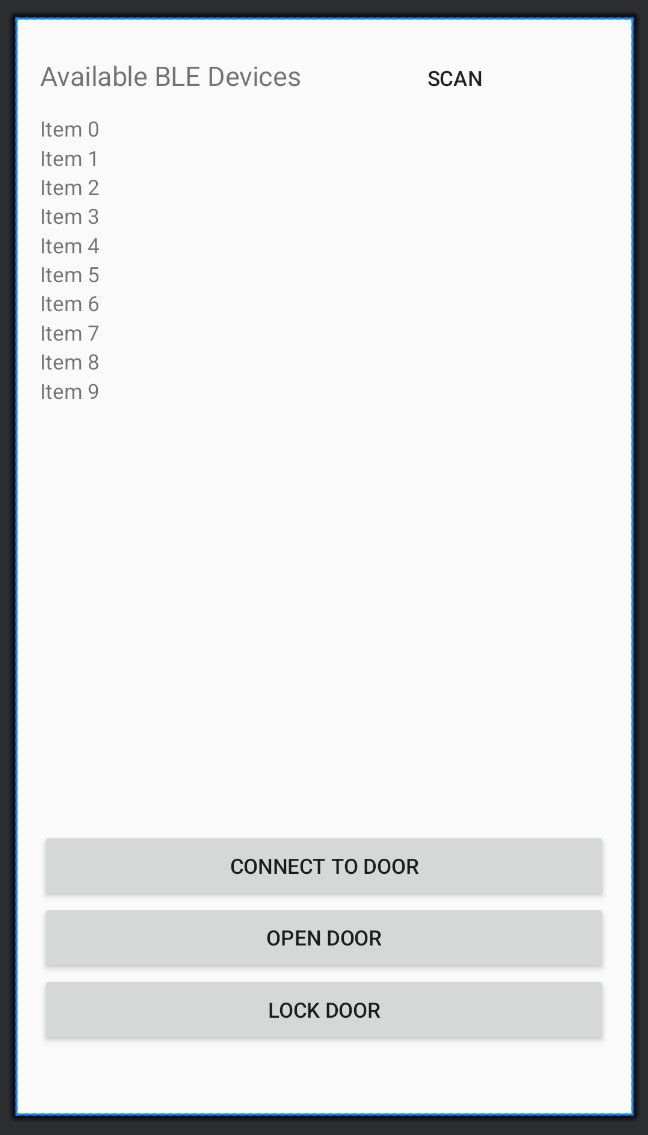 Available BLE Devices SCAN
Item 0
Item 1
Item 2
Item 3
Item 4
Item 5
Item 6
Item 7
Item 8
Item 9
CONNECT TO DOOR
OPEN DOOR
LOCK DOOR